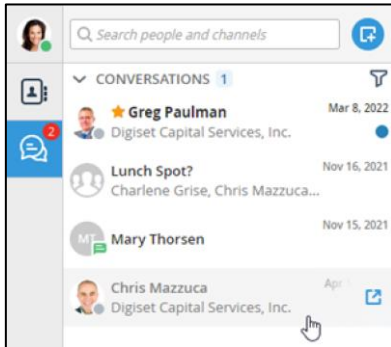 Search people and channels
CONVERSATIONS 1
Greg Paulman
Mar 8, 2022
Digiset Capital Services, Inc.
2
Lunch Spot?
Nov 16, 2021
Charlene Grise, Chris Mazzuca...
MT
Mary Thorsen
Nov 15, 2021
Chris Mazzuca
Apr
Digiset Capital Services, Inc.